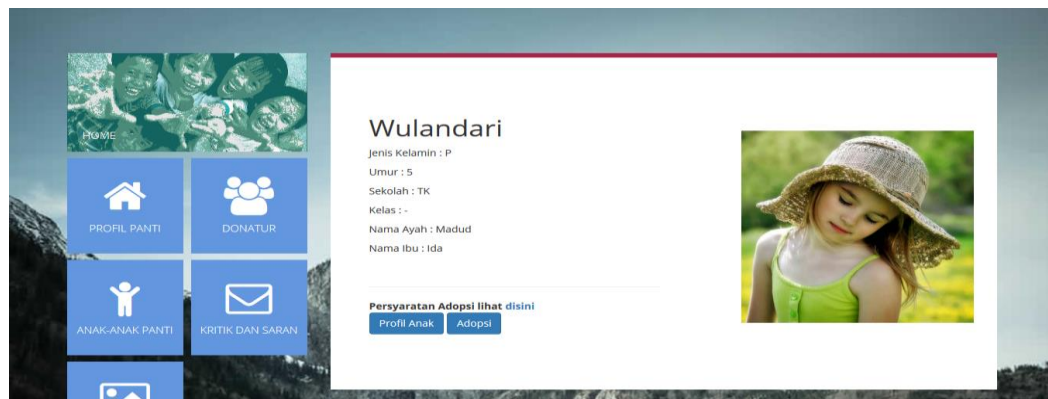 HOME
PROFIL PANTI
DONATUR
ANAK-ANAK PANTI
KRITIK DAN SARAN
Wulandari
Jenis Kelamin : P
Umur : 5
Sekolah : TK
Kelas : -
Nama Ayah : Madud
Nama Ibu : Ida
Persyaratan Adopsi lihat disini
Profil Anak Adopsi